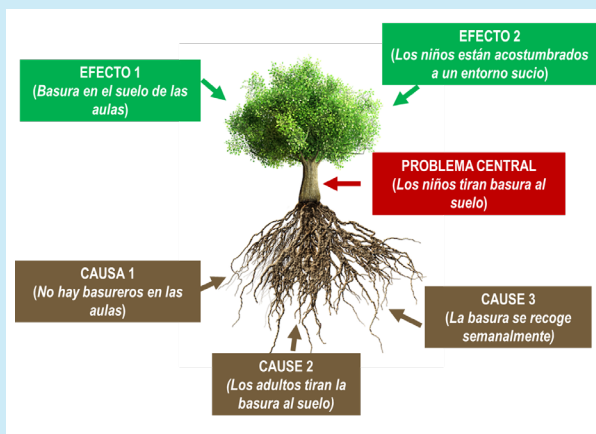 EFECTO 1
(Basura en el suelo de las
aulas)
EFECTO 2
(Los niños están acostumbrados
a un entorno sucio)
PROBLEMA CENTRAL
(Los niños tiran basura al
suelo)
CAUSA 1
(No hay basureros en las
aulas)
CAUSE 2
(Los adultos tiran la
basura al suelo)
CAUSE 3
(La basura se recoge
semanalmente)